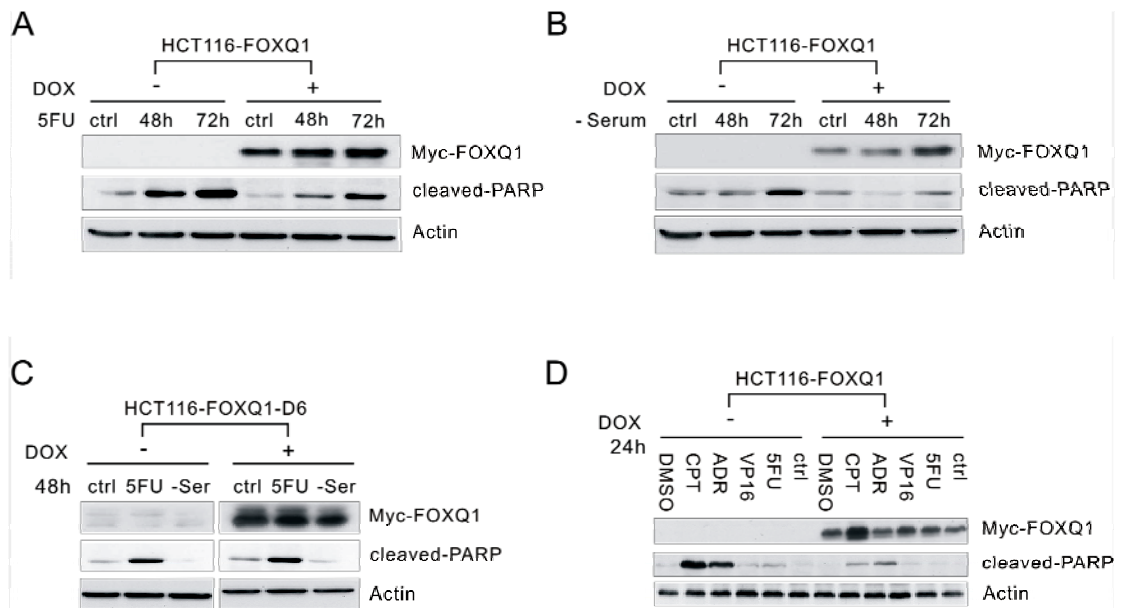 A
HCT116-FOXQ1
DOX - +
5FU ctrl 48h 72h ctrl 48h 72h
Myc-FOXQ1
cleaved-PARP
Actin
B
HCT116-FOXQ1
DOX - +
- Serum ctrl 48h 72h ctrl 48h 72h
Myc-FOXQ1
cleaved-PARP
Actin
C
HCT116-FOXQ1-D6
DOX - +
48h ctrl 5FU -Ser ctrl 5FU -Ser
Myc-FOXQ1
cleaved-PARP
Actin
D
HCT116-FOXQ1
DOX - +
24h
DMSO CPT ADR VP16 5FU ctrl DMSO CPT ADR VP16 5FU ctrl
Myc-FOXQ1
cleaved-PARP
Actin